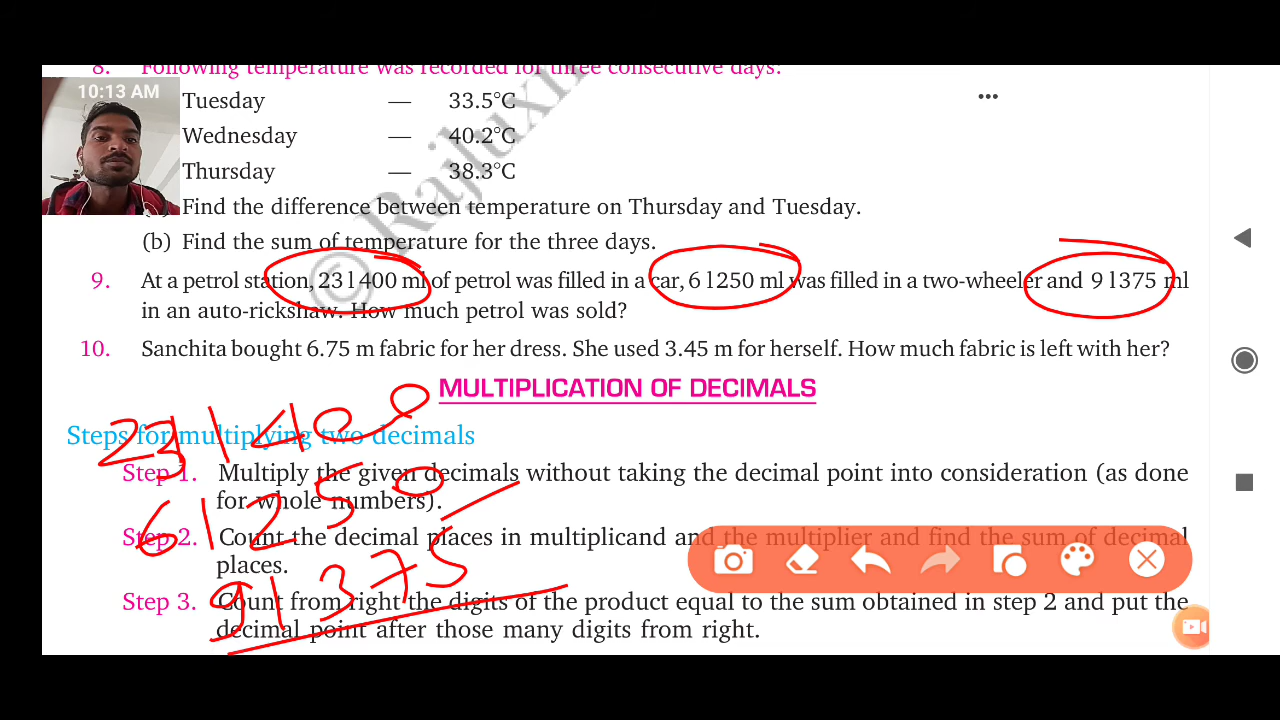 8. Following temperature was recorded for three consecutive days:
10:13 AM
Tuesday — 33.5°C
Wednesday — 40.2°C
Thursday — 38.3°C
Find the difference between temperature on Thursday and Tuesday.
(b) Find the sum of temperature for the three days.
9. At a petrol station, 23 l 400 ml of petrol was filled in a car, 6 l 250 ml was filled in a two-wheeler and 9 l 375 ml
in an auto-rickshaw. How much petrol was sold?
10. Sanchita bought 6.75 m fabric for her dress. She used 3.45 m for herself. How much fabric is left with her?
MULTIPLICATION OF DECIMALS
23 l 400
Steps for multiplying two decimals
Step 1. Multiply the given decimals without taking the decimal point into consideration (as done
for whole numbers).
6 l 250
Step 2. Count the decimal places in multiplicand and the multiplier and find the sum of decimal
places.
9 l 375
Step 3. Count from right the digits of the product equal to the sum obtained in step 2 and put the
decimal point after those many digits from right.